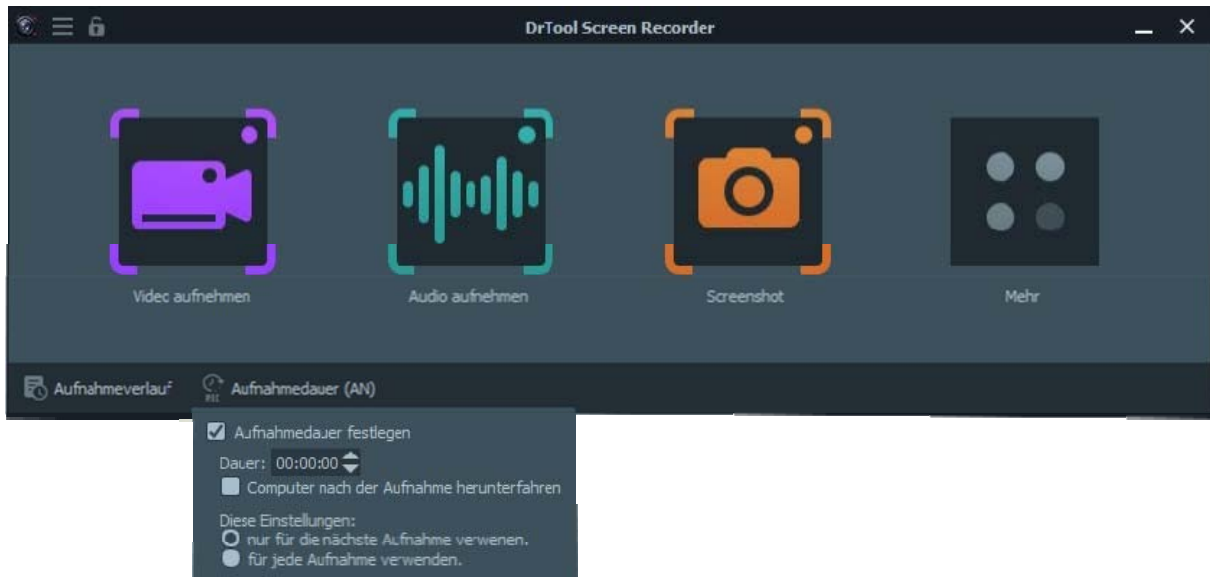 DrTool Screen Recorder
Videc aufnehmen
Audio aufnehmen
Screenshot
Mehr
Aufnahmeverlauf
Aufnahmedauer (AN)
REC
Aufnahmedauer festlegen
Dauer: 00:00:00
Computer nach der Aufnahme herunterfahren
Diese Einstellungen:
nur für die nächste Aufnahme verwenen.
für jede Aufnahme verwenden.